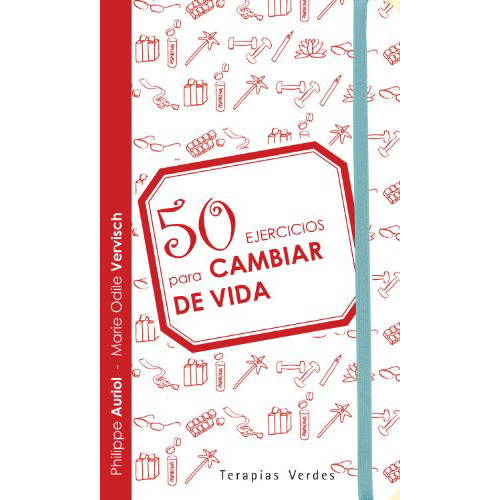 Philippe Auriol - Marie Odile Vervisch
50 EJERCICIOS
para CAMBIAR
DE VIDA
Terapias Verdes